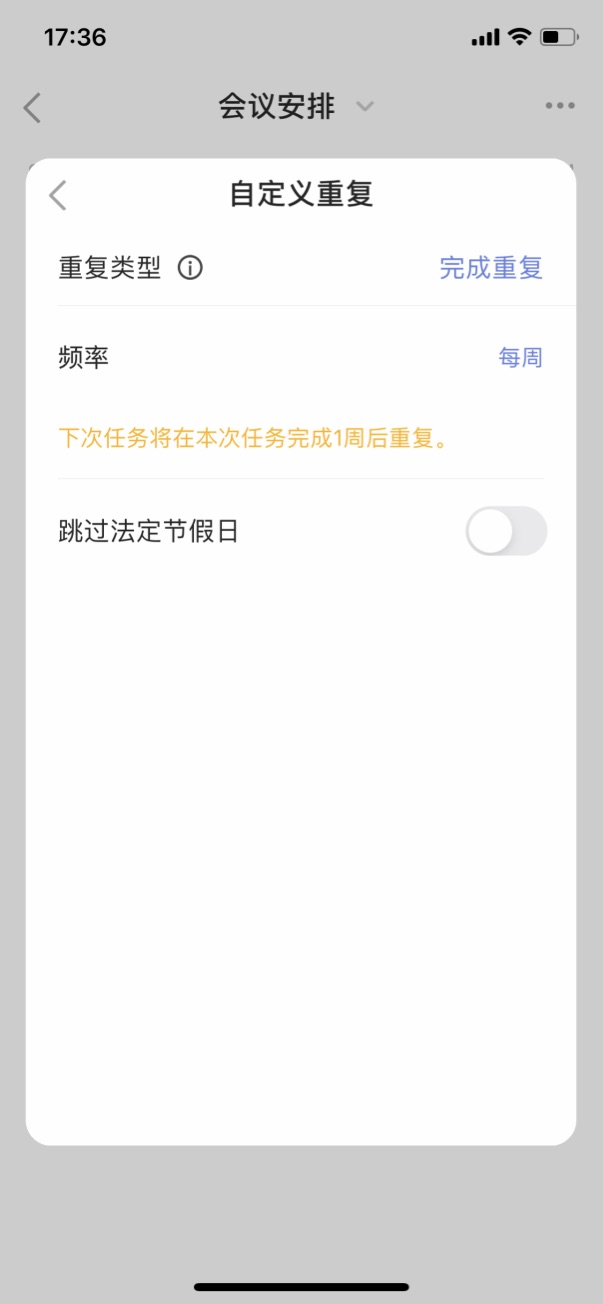 17:36
会议安排
自定义重复
重复类型 完成重复
频率 每周
下次任务将在本次任务完成1周后重复。
跳过法定节假日